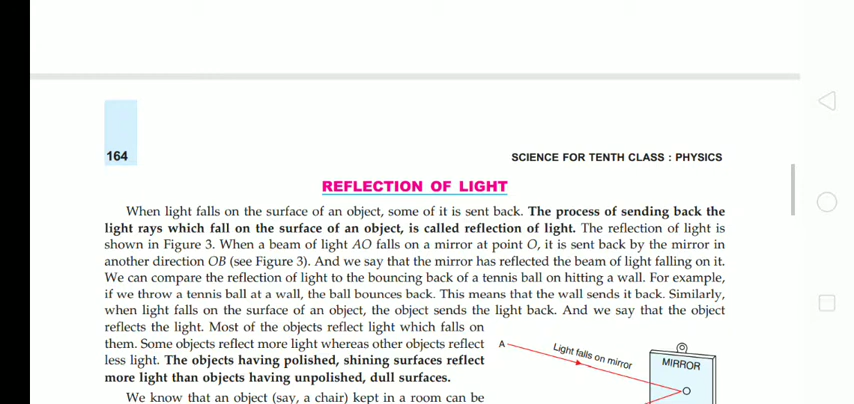 164
SCIENCE FOR TENTH CLASS : PHYSICS
REFLECTION OF LIGHT
When light falls on the surface of an object, some of it is sent back. The process of sending back the
light rays which fall on the surface of an object, is called reflection of light. The reflection of light is
shown in Figure 3. When a beam of light AO falls on a mirror at point O, it is sent back by the mirror in
another direction OB (see Figure 3). And we say that the mirror has reflected the beam of light falling on it.
We can compare the reflection of light to the bouncing back of a tennis ball on hitting a wall. For example,
if we throw a tennis ball at a wall, the ball bounces back. This means that the wall sends it back. Similarly,
when light falls on the surface of an object, the object sends the light back. And we say that the object
reflects the light. Most of the objects reflect light which falls on
them. Some objects reflect more light whereas other objects reflect
less light. The objects having polished, shining surfaces reflect
more light than objects having unpolished, dull surfaces.
We know that an object (say, a chair) kept in a room can be
A
Light falls on mirror
MIRROR
O